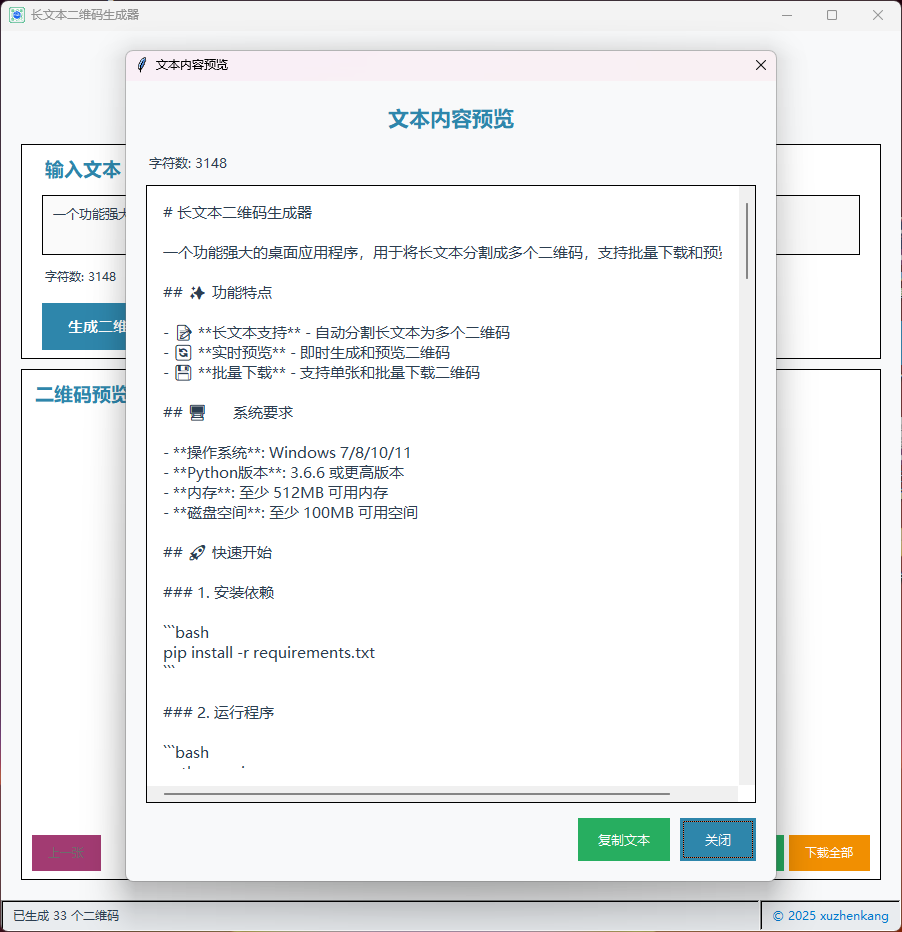 长文本二维码生成器
文本内容预览
文本内容预览
字符数: 3148
# 长文本二维码生成器
一个功能强大的桌面应用程序，用于将长文本分割成多个二维码，支持批量下载和预览
## ✨ 功能特点
- 📝 **长文本支持** - 自动分割长文本为多个二维码
- 🔄 **实时预览** - 即时生成和预览二维码
- 💾 **批量下载** - 支持单张和批量下载二维码
## 🖥️ 系统要求
- **操作系统**: Windows 7/8/10/11
- **Python版本**: 3.6.6 或更高版本
- **内存**: 至少 512MB 可用内存
- **磁盘空间**: 至少 100MB 可用空间
## 🚀 快速开始
### 1. 安装依赖
```bash
pip install -r requirements.txt
```
### 2. 运行程序
```bash
复制文本
关闭
输入文本
一个功能强大
字符数: 3148
生成二维
二维码预览
上一张
下载全部
已生成 33 个二维码
© 2025 xuzhenkang